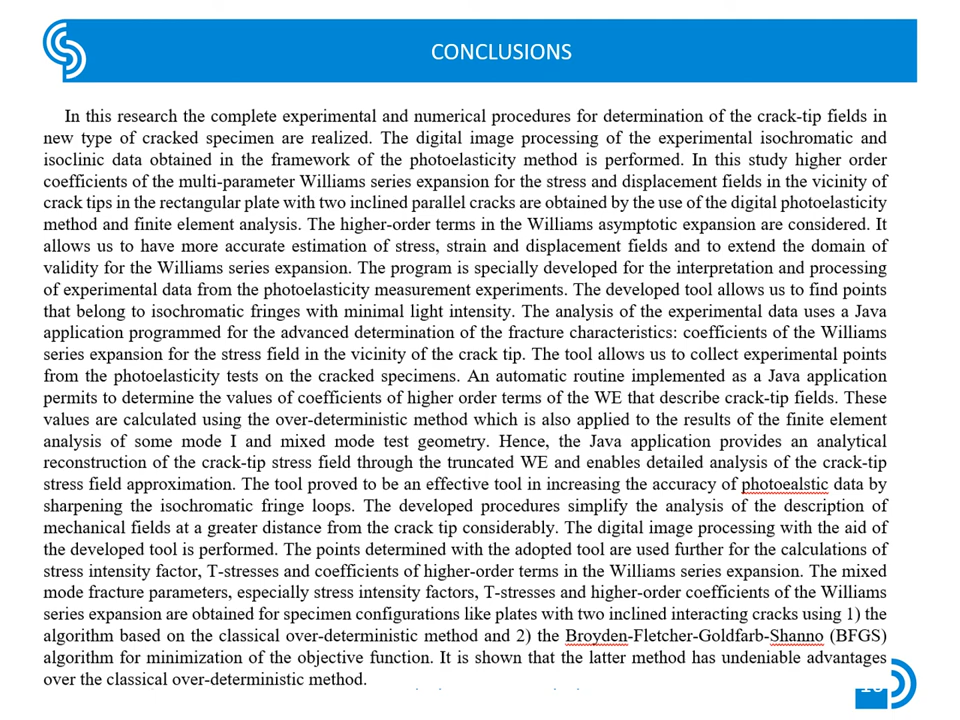 CONCLUSIONS
In this research the complete experimental and numerical procedures for determination of the crack-tip fields in
new type of cracked specimen are realized. The digital image processing of the experimental isochromatic and
isoclinic data obtained in the framework of the photoelasticity method is performed. In this study higher order
coefficients of the multi-parameter Williams series expansion for the stress and displacement fields in the vicinity of
crack tips in the rectangular plate with two inclined parallel cracks are obtained by the use of the digital photoelasticity
method and finite element analysis. The higher-order terms in the Williams asymptotic expansion are considered. It
allows us to have more accurate estimation of stress, strain and displacement fields and to extend the domain of
validity for the Williams series expansion. The program is specially developed for the interpretation and processing
of experimental data from the photoelasticity measurement experiments. The developed tool allows us to find points
that belong to isochromatic fringes with minimal light intensity. The analysis of the experimental data uses a Java
application programmed for the advanced determination of the fracture characteristics: coefficients of the Williams
series expansion for the stress field in the vicinity of the crack tip. The tool allows us to collect experimental points
from the photoelasticity tests on the cracked specimens. An automatic routine implemented as a Java application
permits to determine the values of coefficients of higher order terms of the WE that describe crack-tip fields. These
values are calculated using the over-deterministic method which is also applied to the results of the finite element
analysis of some mode I and mixed mode test geometry. Hence, the Java application provides an analytical
reconstruction of the crack-tip stress field through the truncated WE and enables detailed analysis of the crack-tip
stress field approximation. The tool proved to be an effective tool in increasing the accuracy of photoealstic data by
sharpening the isochromatic fringe loops. The developed procedures simplify the analysis of the description of
mechanical fields at a greater distance from the crack tip considerably. The digital image processing with the aid of
the developed tool is performed. The points determined with the adopted tool are used further for the calculations of
stress intensity factor, T-stresses and coefficients of higher-order terms in the Williams series expansion. The mixed
mode fracture parameters, especially stress intensity factors, T-stresses and higher-order coefficients of the Williams
series expansion are obtained for specimen configurations like plates with two inclined interacting cracks using 1) the
algorithm based on the classical over-deterministic method and 2) the Broyden-Fletcher-Goldfarb-Shanno (BFGS)
algorithm for minimization of the objective function. It is shown that the latter method has undeniable advantages
over the classical over-deterministic method.